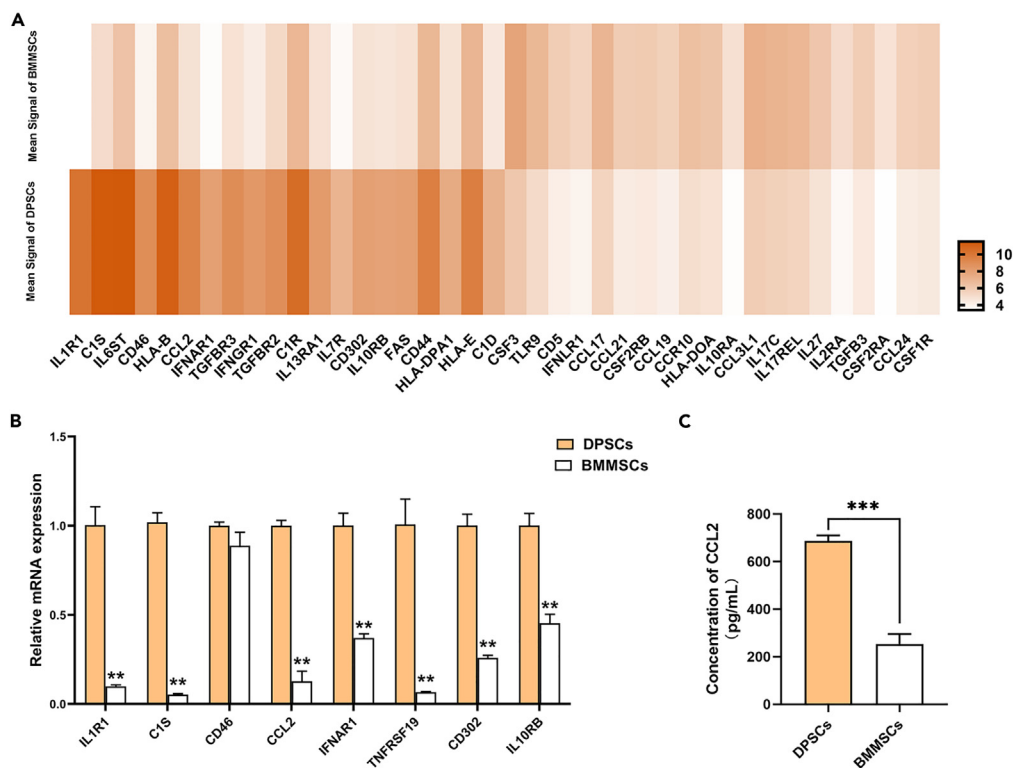 A
Mean Signal of BMMSCs
Mean Signal of DPSCs
10
8
6
4
IL1R1
C1S
IL6ST
CD46
HLA-B
CCL2
IFNAR1
TGFBR3
IFNGR1
TGFBR2
C1R
IL13RA1
IL7R
CD302
IL10RB
FAS
CD44
HLA-DPA1
HLA-E
C1D
CSF3
TLR9
CD5
IFNLR1
CCL17
CCL21
CSF2RB
CCL19
CCR10
HLA-DOA
IL10RA
CCL3L1
IL17C
IL17REL
IL27
IL2RA
TGFB3
CSF2RA
CCL24
CSF1R
B
Relative mRNA expression
1.5
1.0
0.5
0.0
DPSCs
BMMSCs
**
**
**
**
**
**
**
IL1R1
C1S
CD46
CCL2
IFNAR1
TNFRSF19
CD302
IL10RB
C
Concentration of CCL2
(pg/mL)
800
600
400
200
0
***
DPSCs
BMMSCs